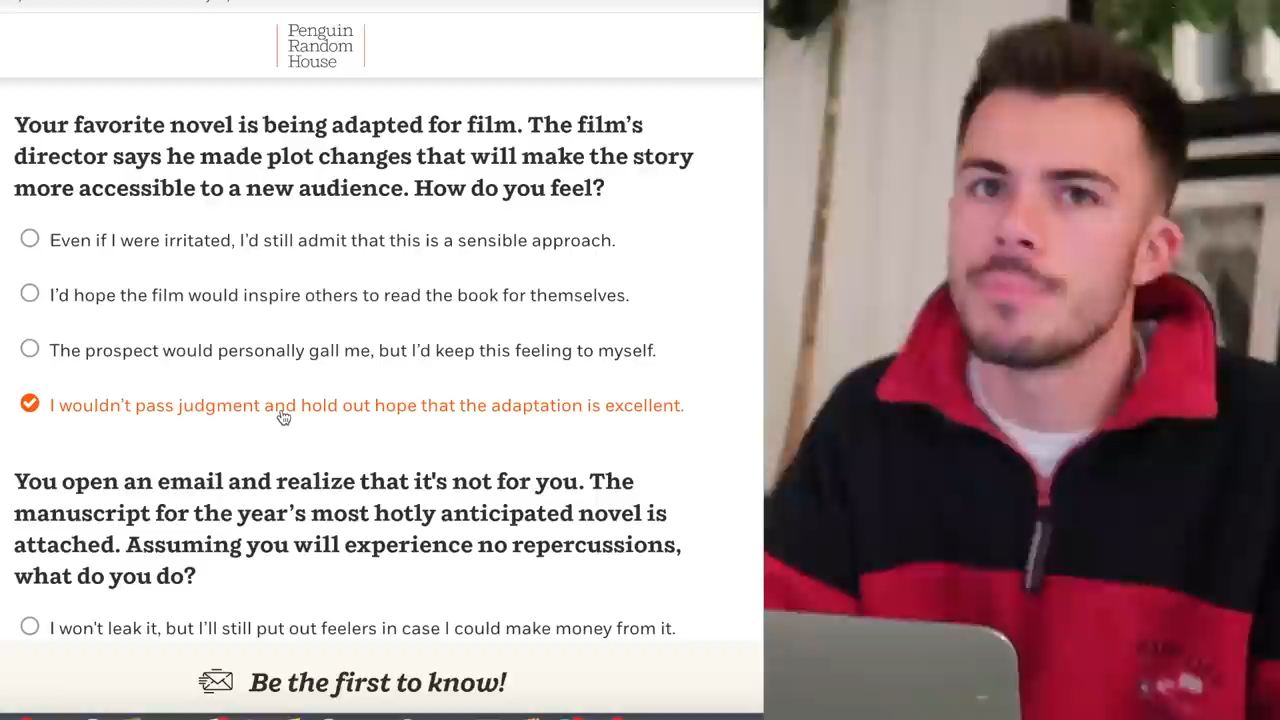 Penguin
Random
House
Your favorite novel is being adapted for film. The film’s
director says he made plot changes that will make the story
more accessible to a new audience. How do you feel?
Even if I were irritated, I’d still admit that this is a sensible approach.
I’d hope the film would inspire others to read the book for themselves.
The prospect would personally gall me, but I’d keep this feeling to myself.
I wouldn’t pass judgment and hold out hope that the adaptation is excellent.
You open an email and realize that it's not for you. The
manuscript for the year’s most hotly anticipated novel is
attached. Assuming you will experience no repercussions,
what do you do?
I won't leak it, but I’ll still put out feelers in case I could make money from it.
Be the first to know!